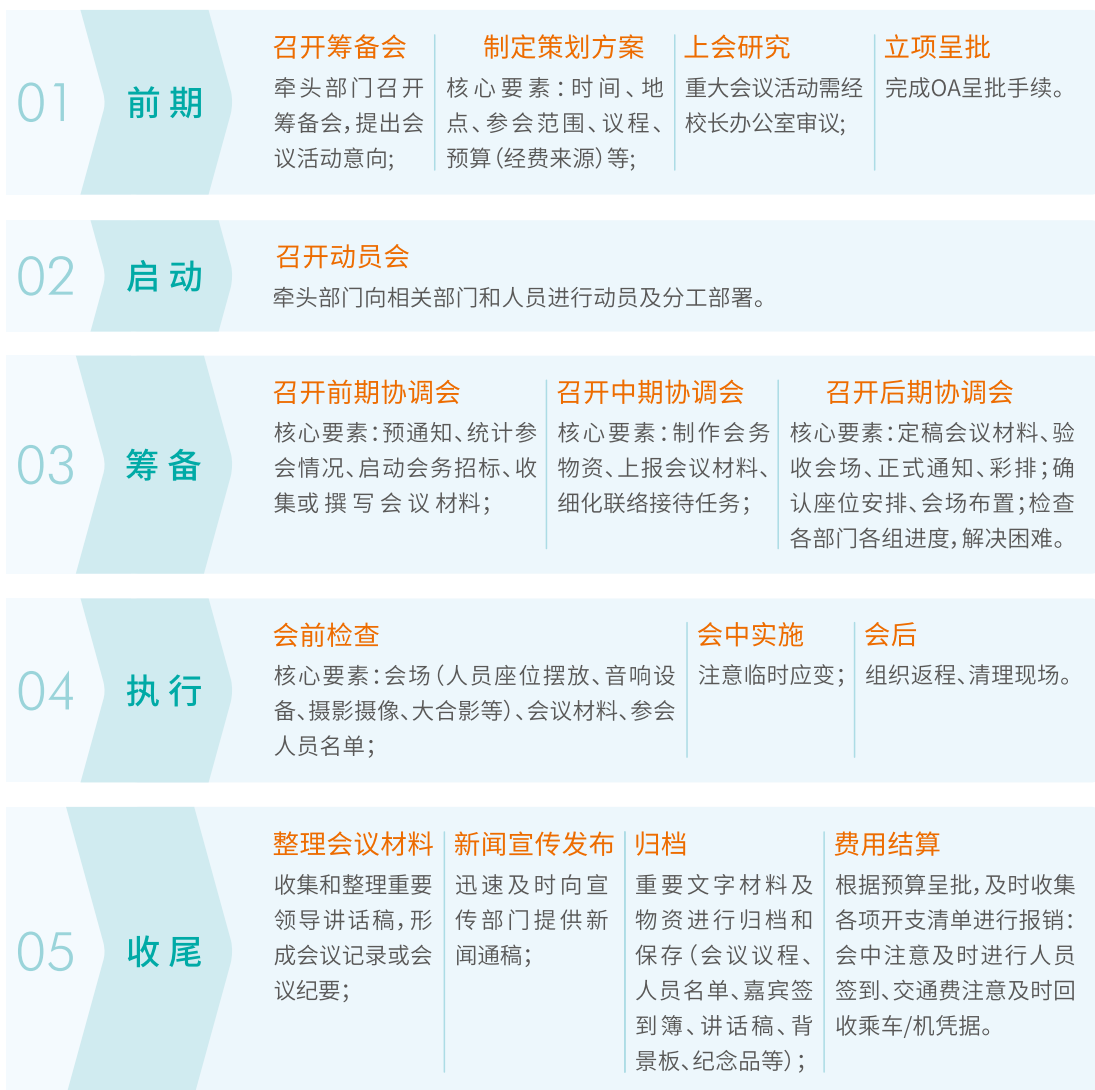 01
前期
召开筹备会
牵头部门召开
筹备会，提出会
议活动意向；
制定策划方案
核心要素：时间、地
点、参会范围、议程、
预算（经费来源）等；
上会研究
重大会议活动需经
校长办公室审议；
立项呈批
完成OA呈批手续。
02
启动
召开动员会
牵头部门向相关部门和人员进行动员及分工部署。
03
筹备
召开前期协调会
核心要素：预通知、统计参
会情况、启动会务招标、收
集或撰写会议材料；
召开中期协调会
核心要素：制作会务
物资、上报会议材料、
细化联络接待任务；
召开后期协调会
核心要素：定稿会议材料、验
收会场、正式通知、彩排；确
认座位安排、会场布置；检查
各部门各组进度，解决困难。
04
执行
会前检查
核心要素：会场（人员座位摆放、音响设
备、摄影摄像、大合影等）、会议材料、参会
人员名单；
会中实施
注意临时应变；
会后
组织返程、清理现场。
05
收尾
整理会议材料
收集和整理重要
领导讲话稿，形
成会议记录或会
议纪要；
新闻宣传发布
迅速及时向宣
传部门提供新
闻通稿；
归档
重要文字材料及
物资进行归档和
保存（会议议程、
人员名单、嘉宾签
到簿、讲话稿、背
景板、纪念品等）；
费用结算
根据预算呈批，及时收集
各项开支清单进行报销：
会中注意及时进行人员
签到、交通费注意及时回
收乘车/机凭据。